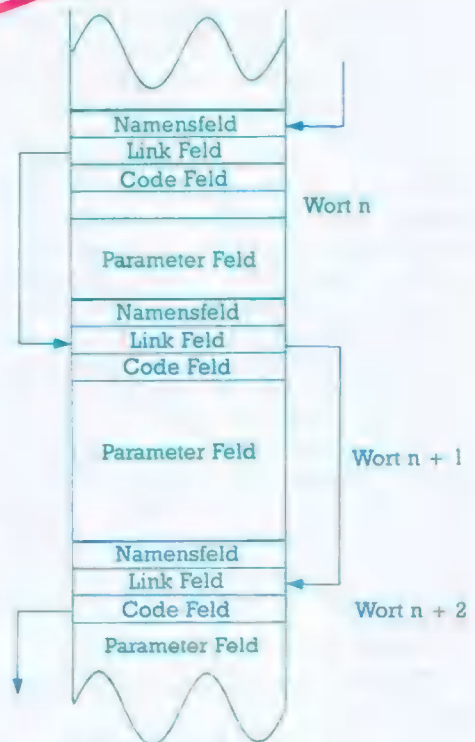 Namensfeld
Link Feld
Code Feld
Wort n
Parameter Feld
Namensfeld
Link Feld
Code Feld
Parameter Feld
Wort n + 1
Namensfeld
Link Feld
Code Feld
Wort n + 2
Parameter Feld